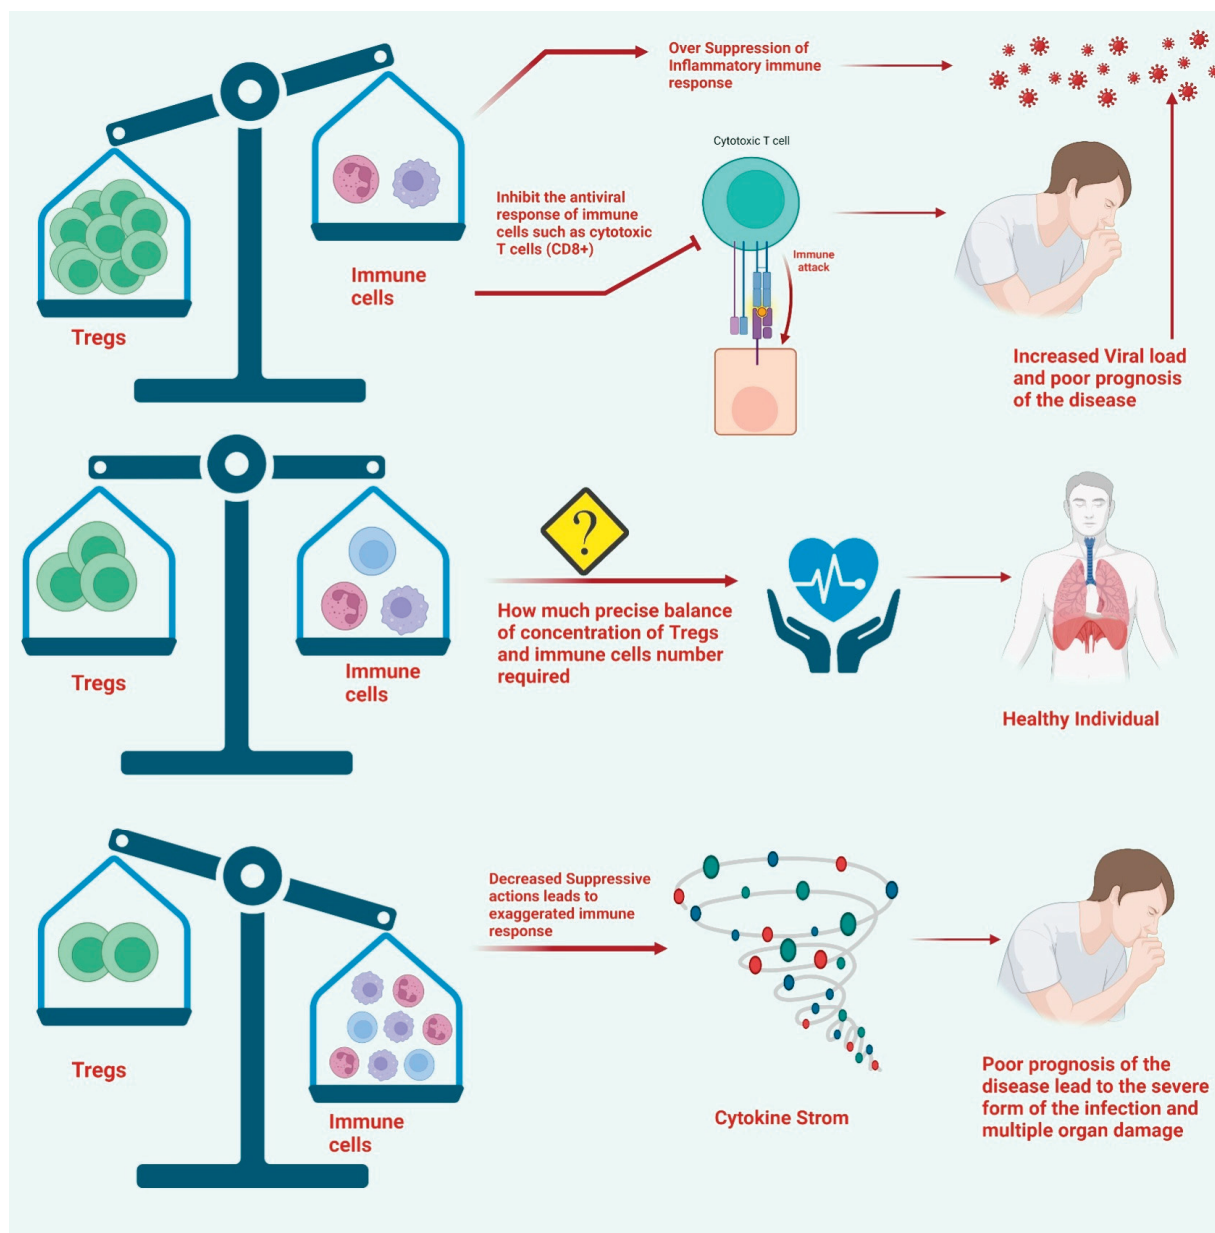 Over Suppression of
Inflammatory immune
response
Cytotoxic T cell
Inhibit the antiviral
response of immune
cells such as cytotoxic
T cells (CD8+)
Immune
attack
Immune
cells
Tregs
Increased Viral load
and poor prognosis
of the disease
?
How much precise balance
of concentration of Tregs
and immune cells number
required
Tregs
Immune
cells
Healthy Individual
Decreased Suppressive
actions leads to
exaggerated immune
response
Tregs
Immune
cells
Cytokine Strom
Poor prognosis of the
disease lead to the severe
form of the infection and
multiple organ damage